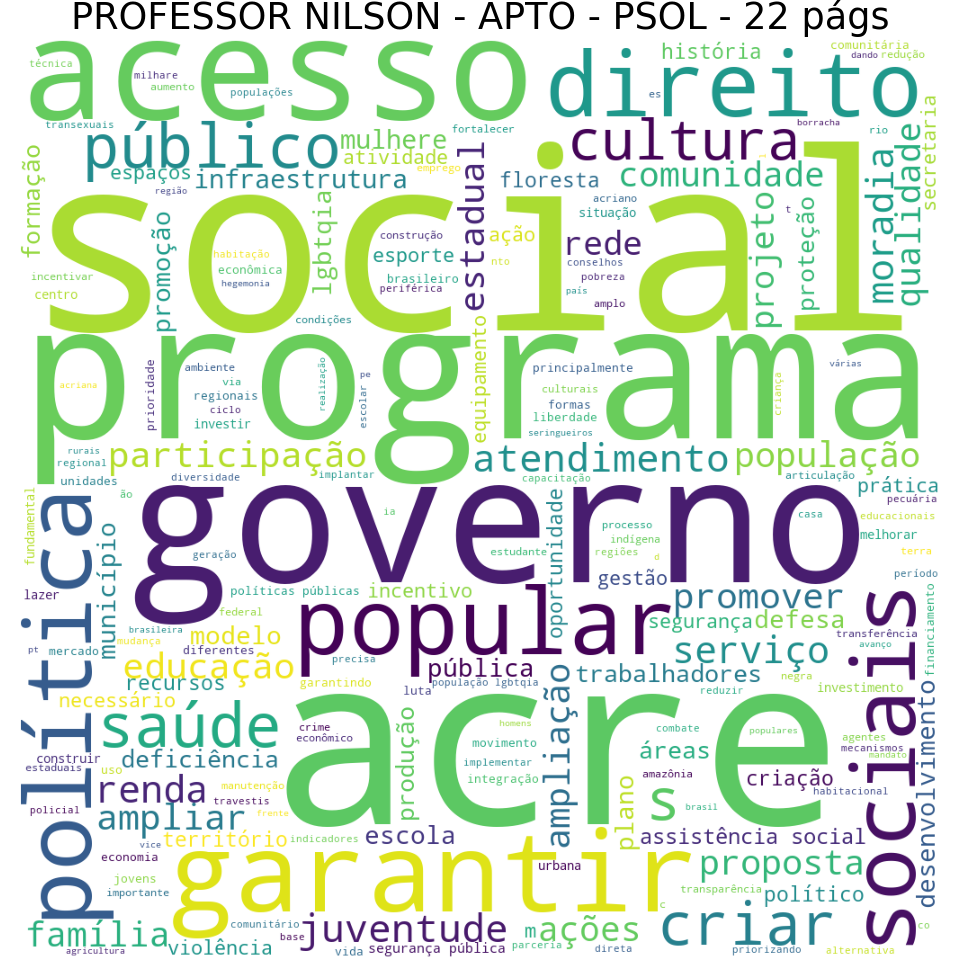 PROFESSOR NILSON - APTO - PSOL - 22 págs
acesso
direito
história
comunitária
dando
redução
técnica
milhare
aumento
populações
es
transexuais
público
mulhere
fortalecer
atividade
cultura
borracha
rio
secretaria
formação
espaços
infraestrutura
região
emprego
estadual
floresta
comunidade
moradia
qualidade
social
promoção
lgbtqia
habitação
econômica
hegemonia
construção
esporte
brasileiro
periférica
ação
nto
acriano
situação
rede
conselhos
pobreza
país
amplo
projeto
t
proteção
incentivar
centro
condições
programa
equipamento
acriana
prioridade
ambiente
via
regionais
ciclo
investir
realização
escolar
pe
principalmente
culturais
formas
liberdade
seringueiros
criança
várias
rurais
regional
unidades
participação
diversidade
implantar
atendimento
capacitação
população
articulação
prática
pecuária
fundamental
ão
política
município
governo
ia
geração
estudante
oportunidade
processo
indígena
regiões
d
casa
educacionais
melhorar
terra
gestão
período
lazer
políticas públicas
incentivo
federal
popular
promover
segurança
defesa
financiamento
pt
mercado
brasileira
mudança
modelo
diferentes
precisa
pública
serviço
transferência
avanço
sociais
educação
recursos
garantindo
luta
população lgbtqia
trabalhadores
reduzir
negra
investimento
necessário
saúde
acre
homens
combate
populares
agentes
mecanismos
mandato
construir
estaduais
deficiência
crime
econômico
produção
movimento
implementar
integração
ampliação
áreas
amazônia
criação
habitacional
desenvolvimento
uso
renda
manutenção
travestis
policial
ampliar
frente
s
brasil
plano
vice
território
indicadores
escola
assistência social
economia
garantir
urbana
proposta
jovens
importante
transparência
político
c
família
comunitário
base
juventude
m
ações
criar
co
agricultura
violência
vida
segurança pública
parceria
direta
priorizando
alternativa